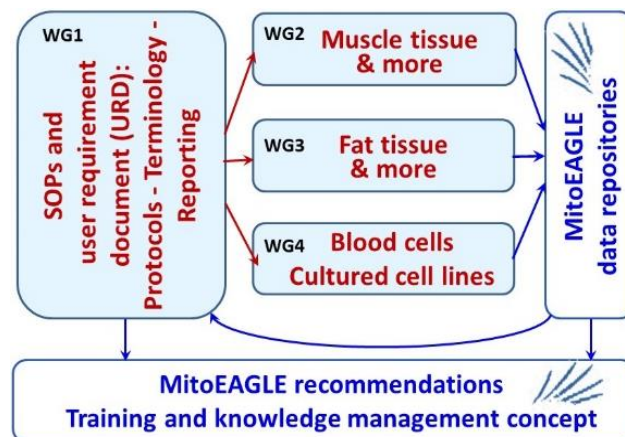 WG1
SOPs and
user requirement
document (URD):
Protocols - Terminology -
Reporting
WG2
Muscle tissue
& more
WG3
Fat tissue
& more
WG4
Blood cells
Cultured cell lines
MitoEAGLE
data repositories
MitoEAGLE recommendations
Training and knowledge management concept